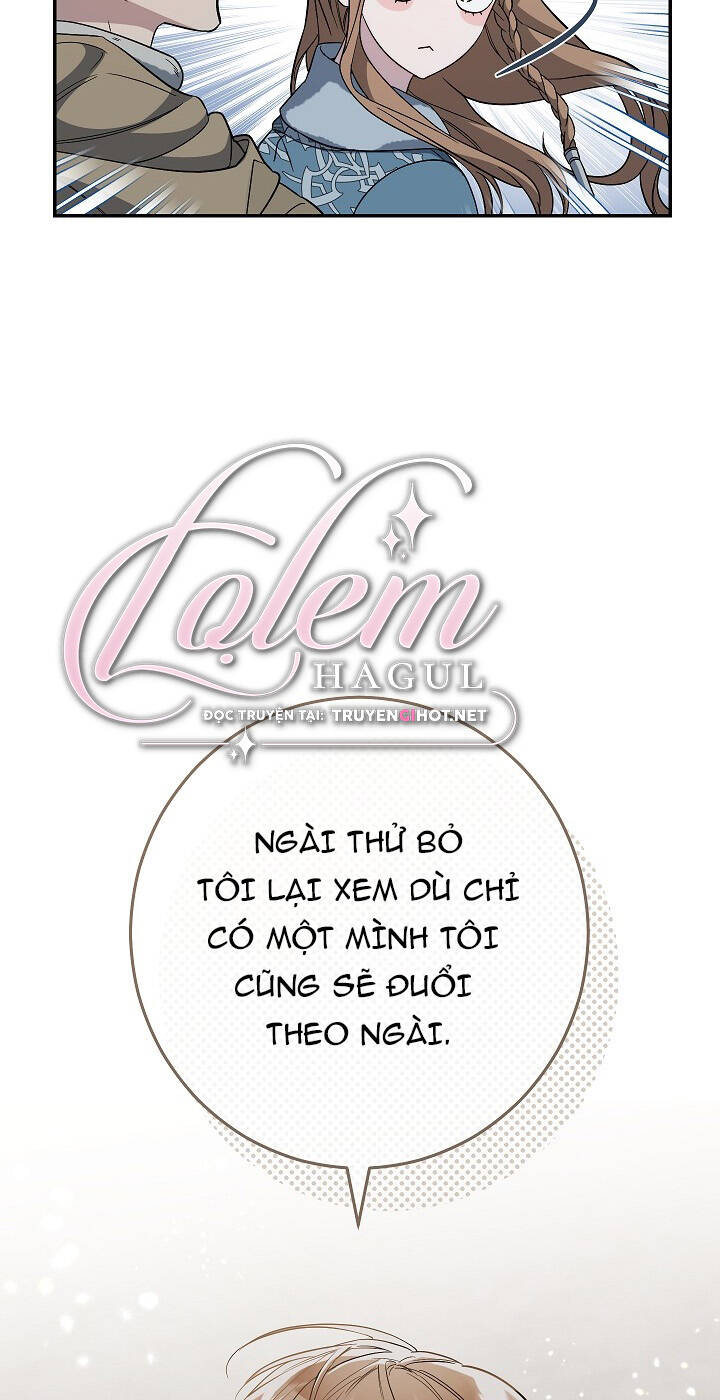 Lọlem
HAGUL
ĐỌC TRUYỆN TẠI: TRUYENCIHOT.NET
NGÀI THỬ BỎ
TÔI LẠI XEM DÙ CHỈ
CÓ MỘT MÌNH TÔI
CŨNG SẼ ĐUỔI
THEO NGÀI.